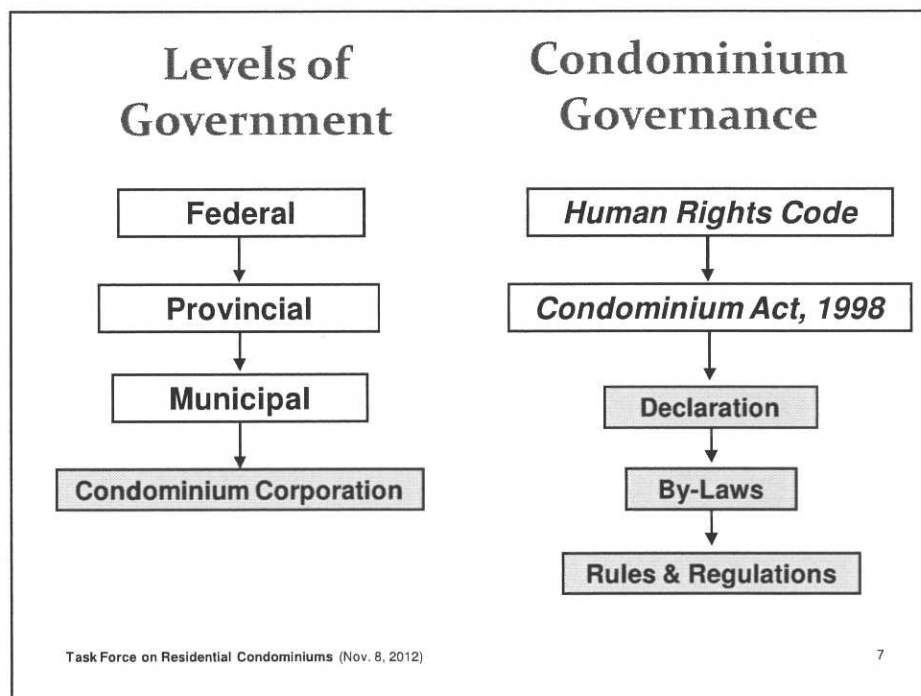 Levels of
Government
Federal
Provincial
Municipal
Condominium Corporation
Condominium
Governance
Human Rights Code
Condominium Act, 1998
Declaration
By-Laws
Rules & Regulations
Task Force on Residential Condominiums (Nov. 8, 2012)
7